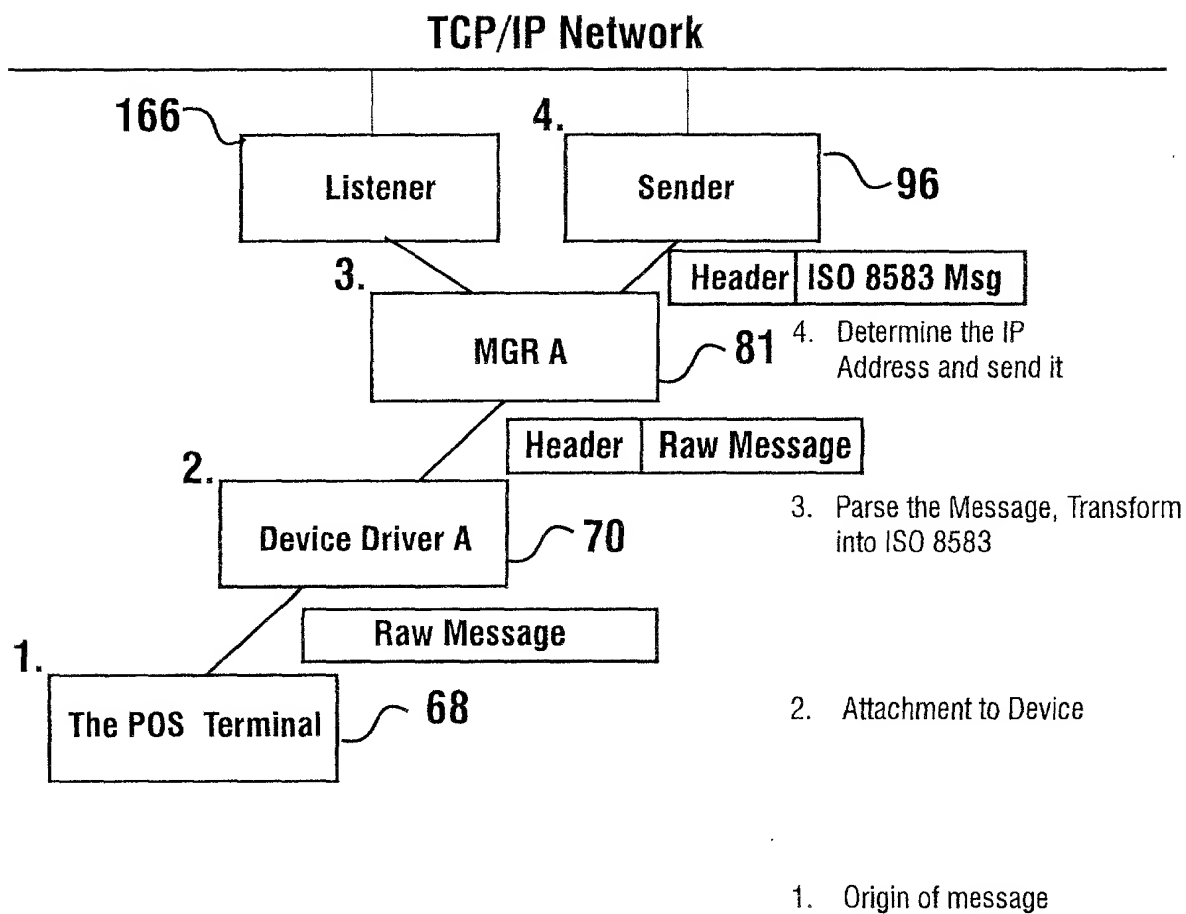 TCP/IP Network
166
4.
Listener
Sender
96
3.
Header ISO 8583 Msg
MGR A
81
4. Determine the IP
Address and send it
Header Raw Message
2.
Device Driver A
70
3. Parse the Message, Transform
into ISO 8583
Raw Message
1.
The POS Terminal
68
2. Attachment to Device
1. Origin of message